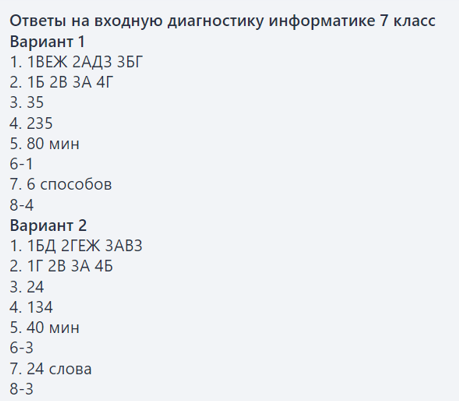 Ответы на входную диагностику информатике 7 класс
Вариант 1
1. 1ВЕЖ 2АДЗ 3БГ
2. 1Б 2В 3А 4Г
3. 35
4. 235
5. 80 мин
6-1
7. 6 способов
8-4
Вариант 2
1. 1БД 2ГЕЖ 3АВЗ
2. 1Г 2В 3А 4Б
3. 24
4. 134
5. 40 мин
6-3
7. 24 слова
8-3